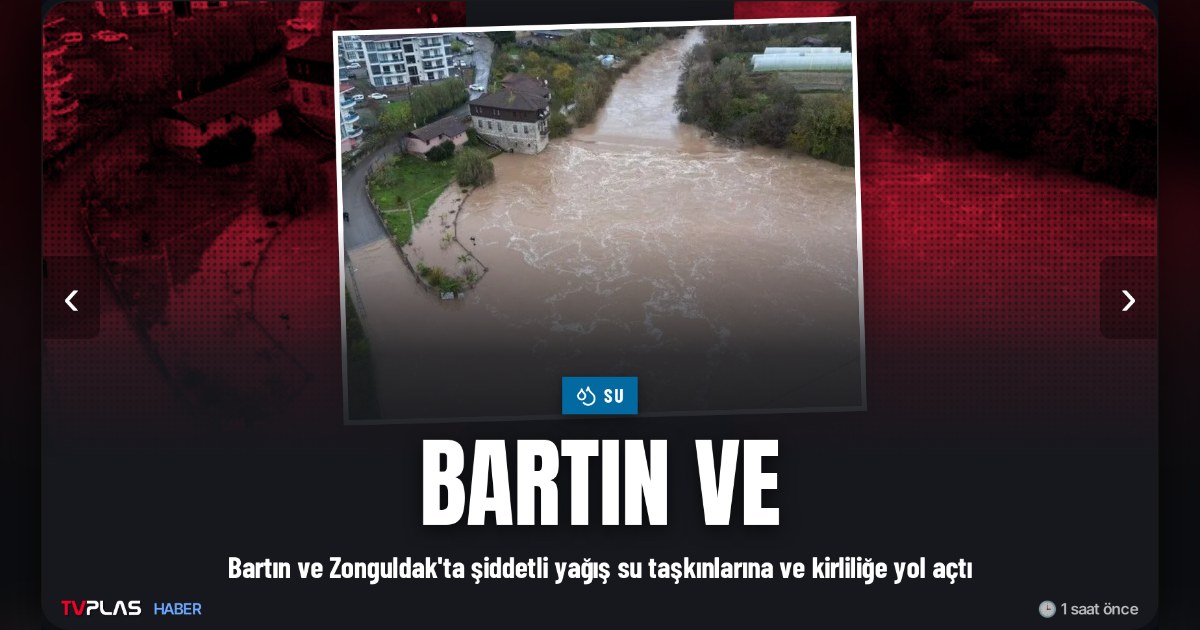 SU
BARTIN VE
Bartın ve Zonguldak'ta şiddetli yağış su taşkınlarına ve kirliliğe yol açtı
TVPLAS HABER
1 saat önce